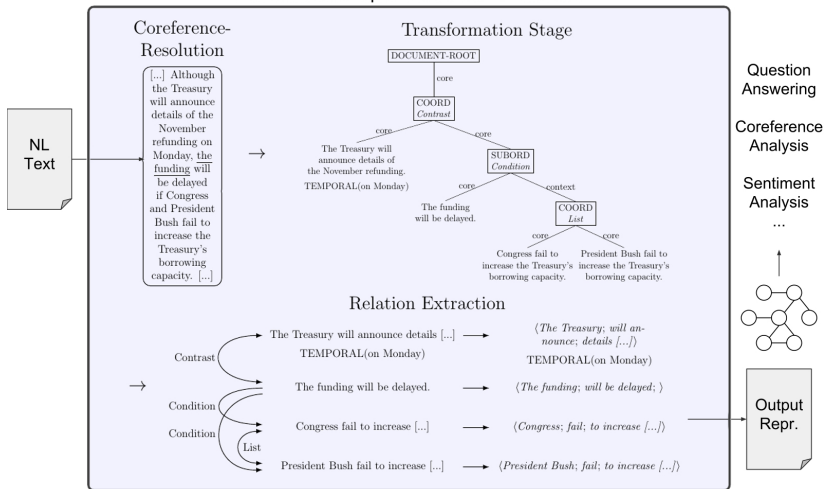 Coreference-
Resolution
Transformation Stage
NL
Text
[...] Although
the Treasury
will announce
details of the
November
refunding on
Monday, the
funding will
be delayed
if Congress
and President
Bush fail to
increase the
Treasury's
borrowing
capacity. [...]
→
DOCUMENT-ROOT
core
COORD
Contrast
core
core
The Treasury will
announce details of
the November refunding.
TEMPORAL(on Monday)
SUBORD
Condition
core
context
The funding
will be delayed.
COORD
List
core
core
Congress fail to
increase the Treasury's
borrowing capacity.
President Bush fail to
increase the Treasury's
borrowing capacity.
Relation Extraction
→
Contrast
Condition
Condition
List
The Treasury will announce details [...]
TEMPORAL(on Monday)
⟨The Treasury; will an-
nounce; details [...]⟩
TEMPORAL(on Monday)
The funding will be delayed.
⟨The funding; will be delayed; ⟩
Congress fail to increase [...]
⟨Congress; fail; to increase [...]⟩
President Bush fail to increase [...]
⟨President Bush; fail; to increase [...]⟩
Question
Answering
Coreference
Analysis
Sentiment
Analysis
...
Output
Repr.